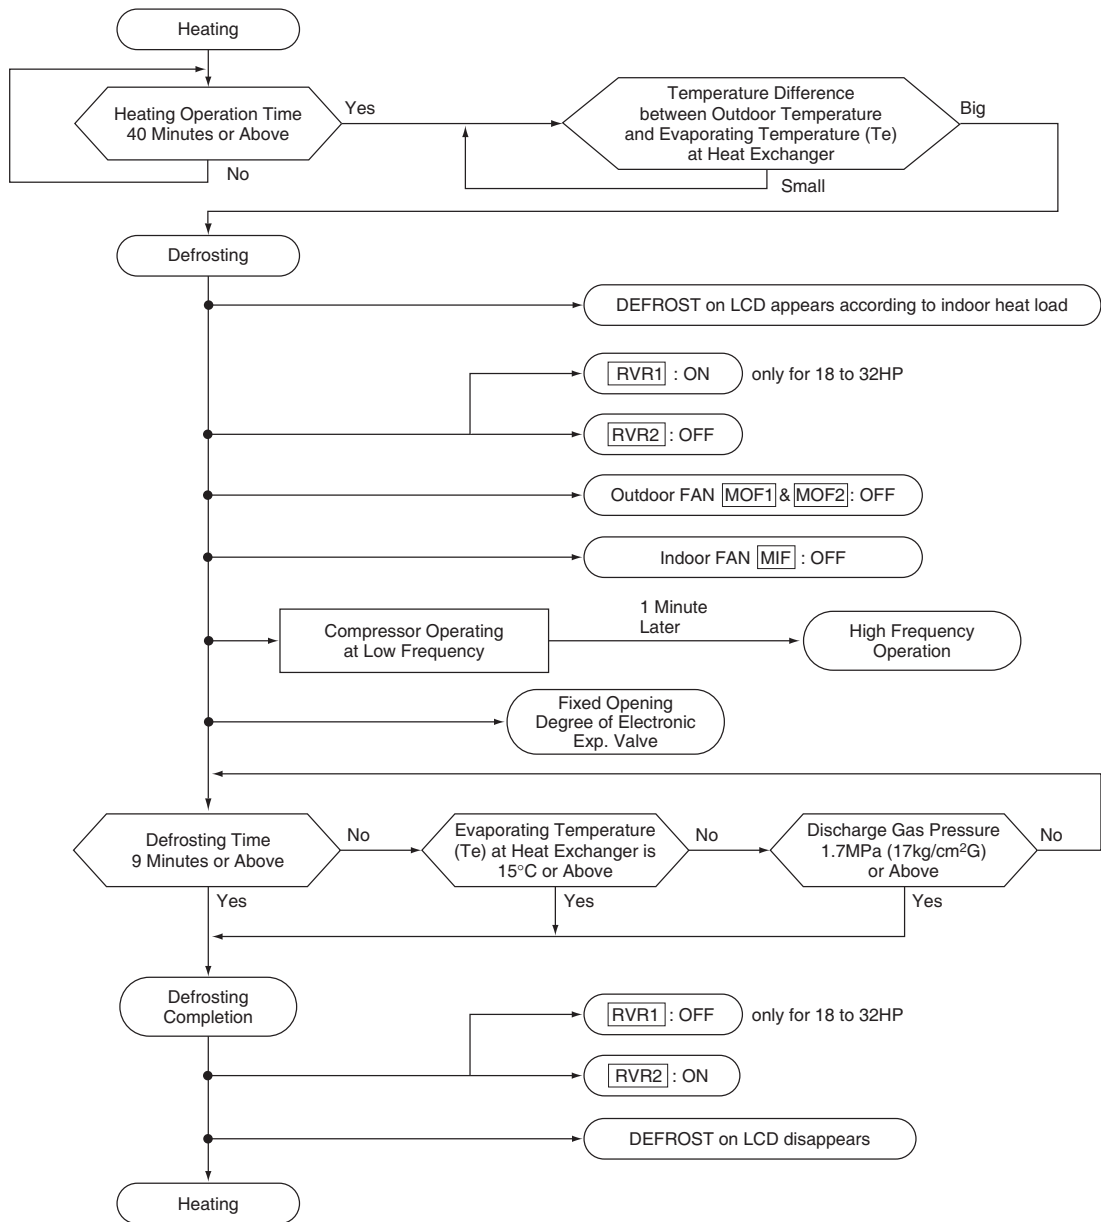 Heating
Heating Operation Time
40 Minutes or Above
Yes
No
Temperature Difference
between Outdoor Temperature
and Evaporating Temperature (Te)
at Heat Exchanger
Big
Small
Defrosting
DEFROST on LCD appears according to indoor heat load
RVR1 : ON only for 18 to 32HP
RVR2 : OFF
Outdoor FAN MOF1 & MOF2 : OFF
Indoor FAN MIF : OFF
Compressor Operating
at Low Frequency
1 Minute
Later
High Frequency
Operation
Fixed Opening
Degree of Electronic
Exp. Valve
Defrosting Time
9 Minutes or Above
No
Yes
Evaporating Temperature
(Te) at Heat Exchanger is
15°C or Above
No
Yes
Discharge Gas Pressure
1.7MPa (17kg/cm²G)
or Above
No
Yes
Defrosting
Completion
RVR1 : OFF only for 18 to 32HP
RVR2 : ON
DEFROST on LCD disappears
Heating